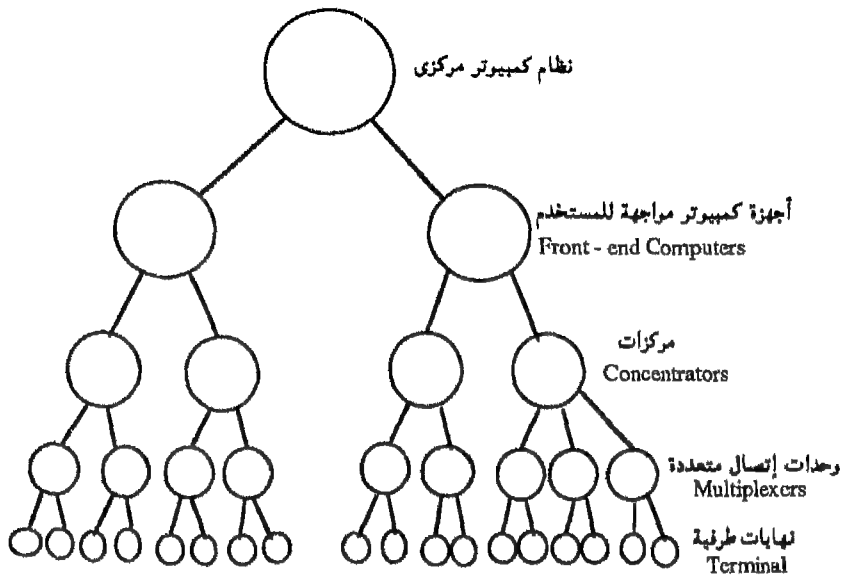 نظام كمبيوتر مركزى
أجهزة كمبيوتر مواجهة للمستخدم
Front - end Computers
مركزات
Concentrators
وحدات إتصال متعددة
Multiplexers
نهايات طرفية
Terminal